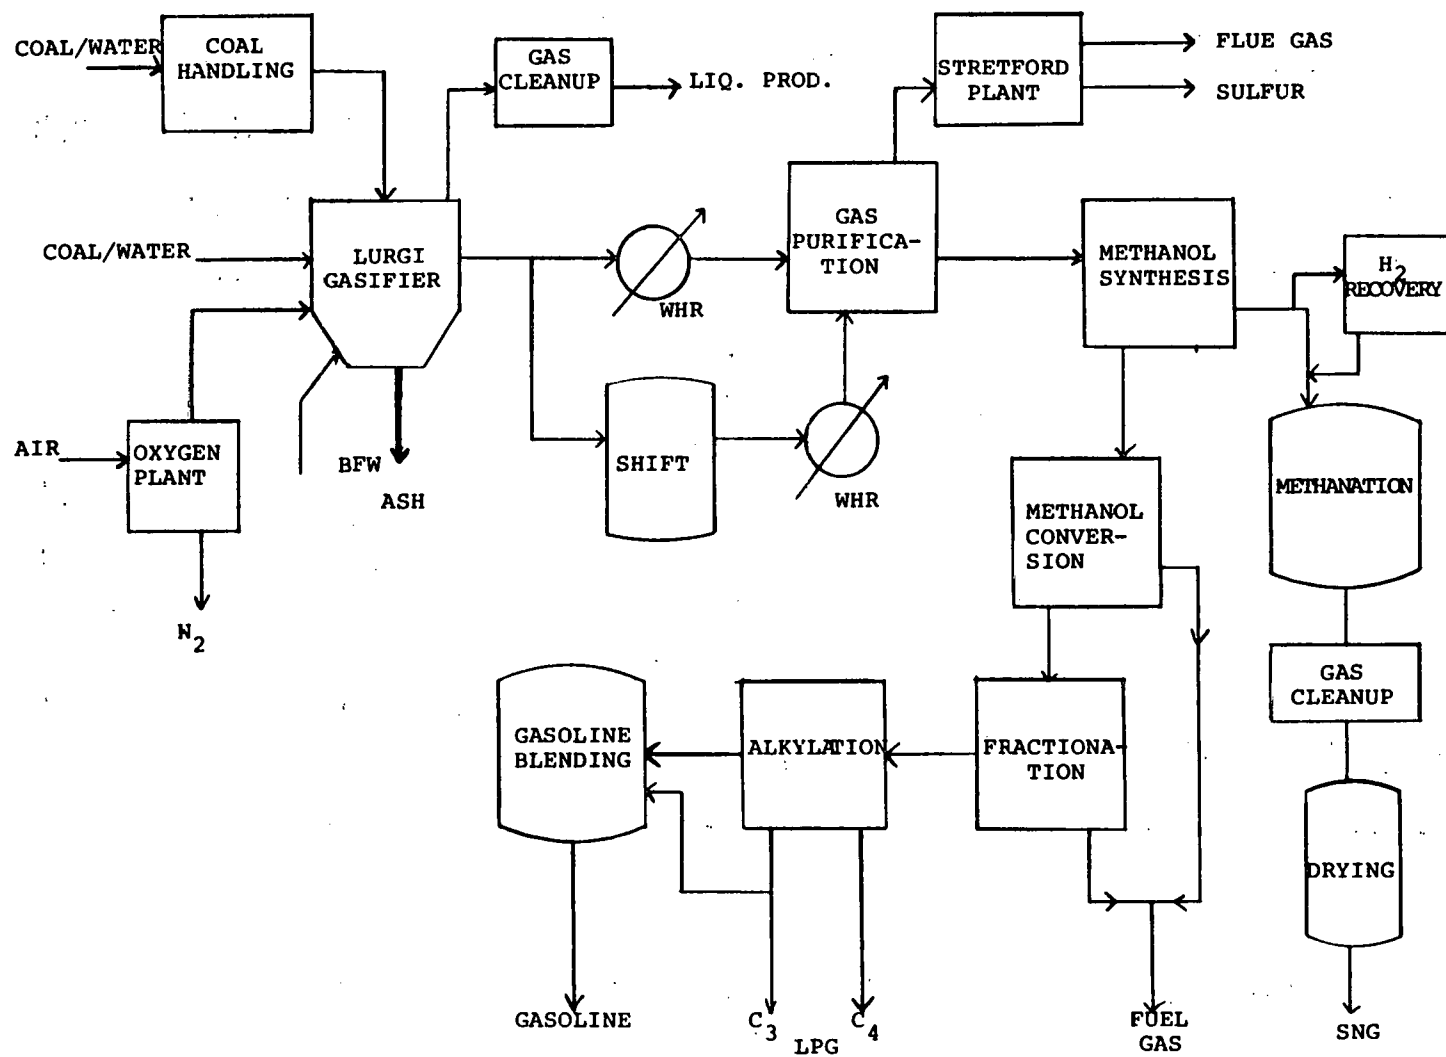 COAL/WATER
COAL
HANDLING
GAS
CLEANUP
LIQ. PROD.
STRETFORD
PLANT
FLUE GAS
SULFUR
COAL/WATER
LURGI
GASIFIER
WHR
GAS
PURIFICA-
TION
METHANOL
SYNTHESIS
H2
RECOVERY
AIR
OXYGEN
PLANT
N2
BFW
ASH
SHIFT
WHR
METHANOL
CONVER-
SION
METHANATION
GAS
CLEANUP
DRYING
GASOLINE
BLENDING
ALKYLATION
FRACTIONA-
TION
GASOLINE
C3
C4
LPG
FUEL
GAS
SNG